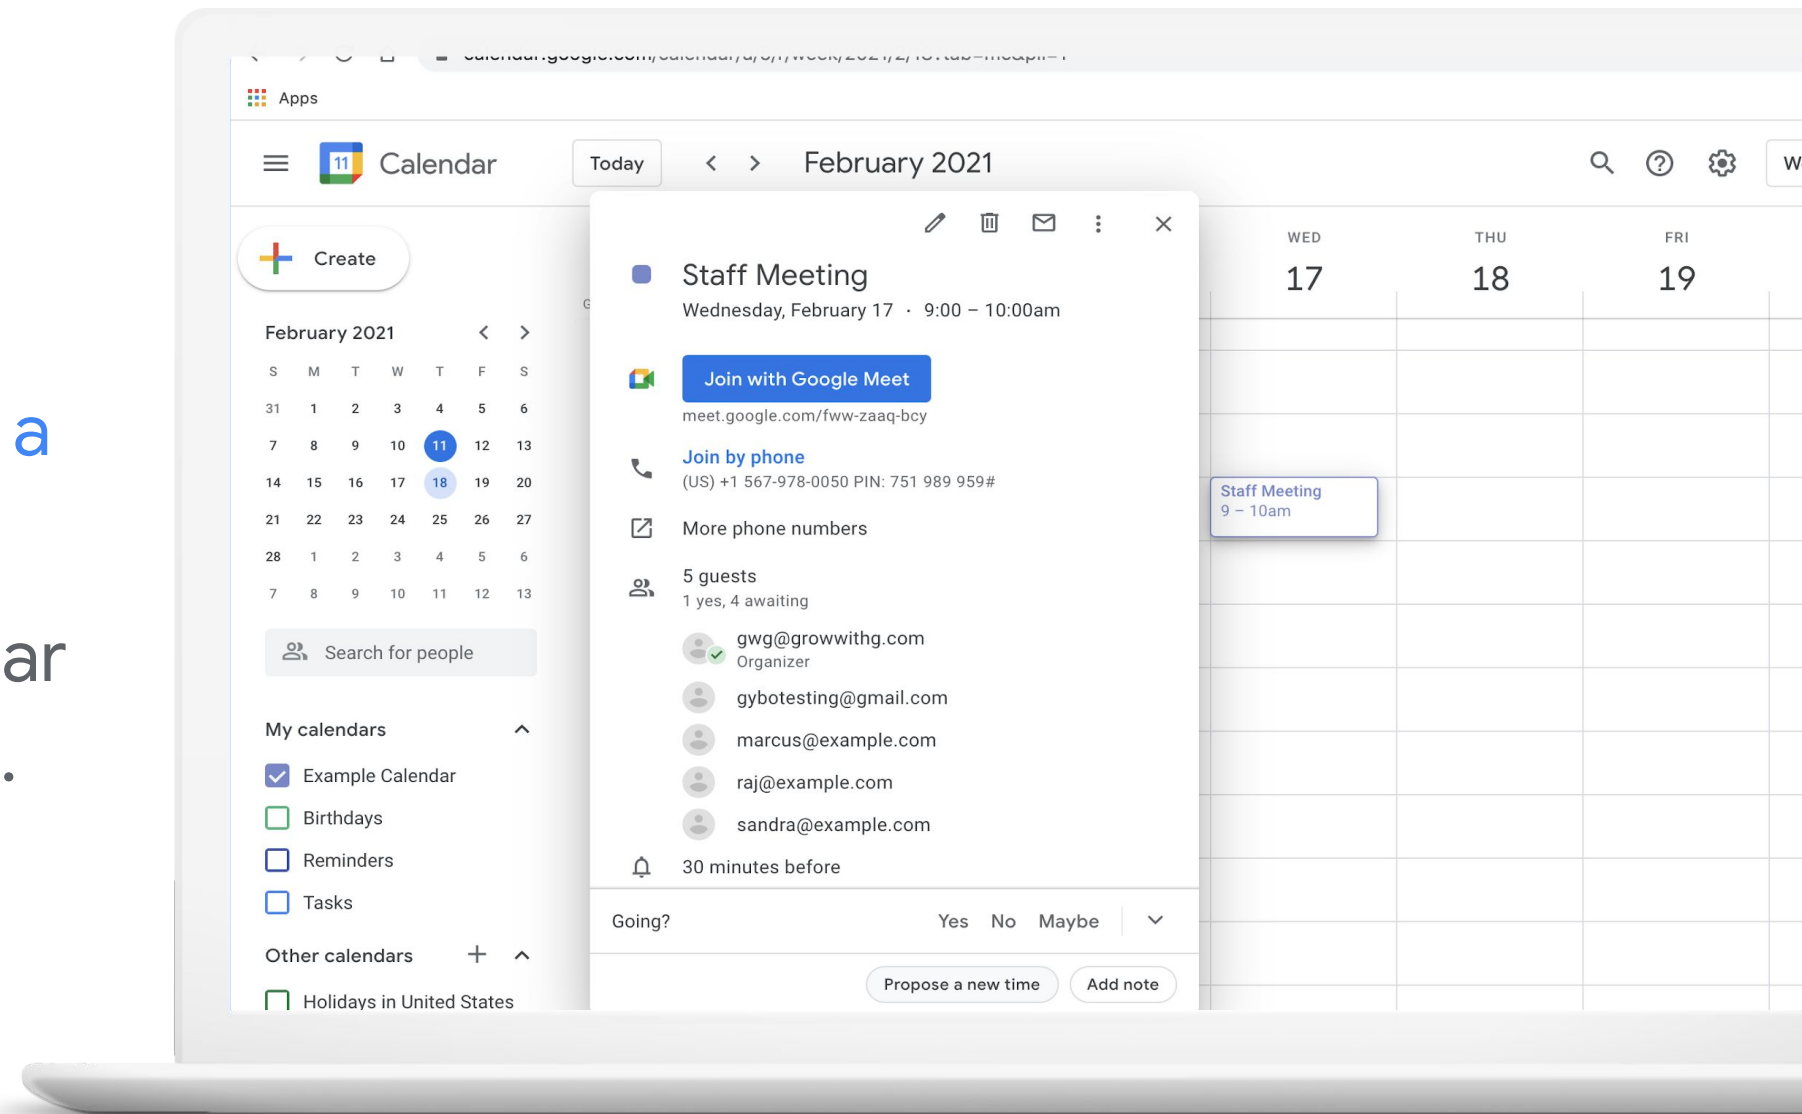 a
ar
.
Apps
11
Calendar
Today
February 2021
We
Create
February 2021
S M T W T F S
31 1 2 3 4 5 6
7 8 9 10 11 12 13
14 15 16 17 18 19 20
21 22 23 24 25 26 27
28 1 2 3 4 5 6
7 8 9 10 11 12 13
Search for people
My calendars
Example Calendar
Birthdays
Reminders
Tasks
Other calendars
Holidays in United States
Staff Meeting
Wednesday, February 17 · 9:00 – 10:00am
Join with Google Meet
meet.google.com/fww-zaaq-bcy
Join by phone
(US) +1 567-978-0050 PIN: 751 989 959#
More phone numbers
5 guests
1 yes, 4 awaiting
gwg@growwithg.com
Organizer
gybotesting@gmail.com
marcus@example.com
raj@example.com
sandra@example.com
30 minutes before
Going?
Yes No Maybe
Propose a new time
Add note
WED THU FRI
17 18 19
Staff Meeting
9 – 10am